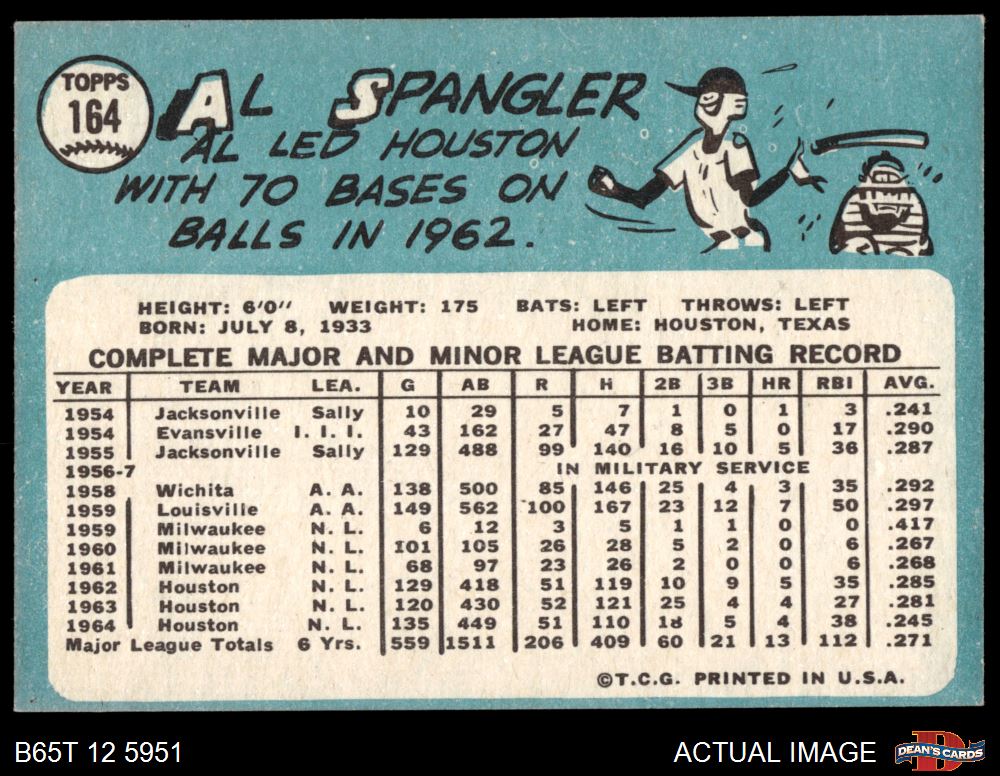 TOPPS
164
AL SPANGLER
AL LED HOUSTON
WITH 70 BASES ON
BALLS IN 1962.
HEIGHT: 6'0" WEIGHT: 175 BATS: LEFT THROWS: LEFT
BORN: JULY 8, 1933 HOME: HOUSTON, TEXAS
COMPLETE MAJOR AND MINOR LEAGUE BATTING RECORD
YEAR TEAM LEA. G AB R H 2B 3B HR RBI AVG.
1954 Jacksonville Sally 10 29 5 7 1 0 1 3 .241
1954 Evansville I. I. I. 43 162 27 47 8 5 0 17 .290
1955 Jacksonville Sally 129 488 99 140 16 10 5 36 .287
1956-7 IN MILITARY SERVICE
1958 Wichita A. A. 138 500 85 146 25 4 3 35 .292
1959 Louisville A. A. 149 562 100 167 23 12 7 50 .297
1959 Milwaukee N. L. 6 12 3 5 1 1 0 0 .417
1960 Milwaukee N. L. 101 105 26 28 5 2 0 6 .267
1961 Milwaukee N. L. 68 97 23 26 2 0 0 6 .268
1962 Houston N. L. 129 418 51 119 10 9 5 35 .285
1963 Houston N. L. 120 430 52 121 25 4 4 27 .281
1964 Houston N. L. 135 449 51 110 18 5 4 38 .245
Major League Totals 6 Yrs. 559 1511 206 409 60 21 13 112 .271
©T.C.G. PRINTED IN U.S.A.
B65T 12 5951 ACTUAL IMAGE DEAN'S CARDS